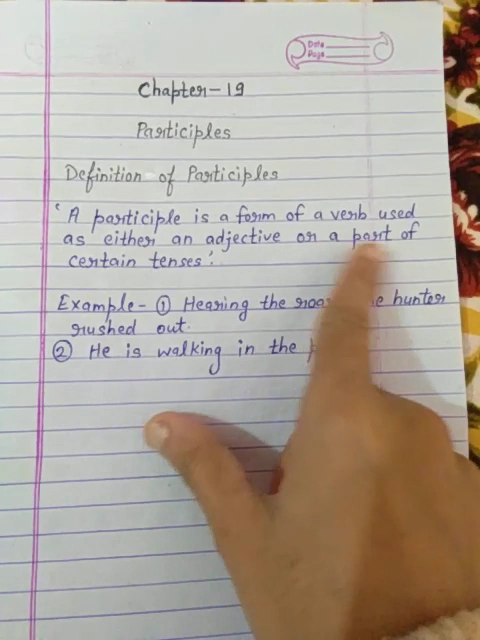 Date
Page
Chapter-19
Participles
Definition of Participles
'A participle is a form of a verb used
as either an adjective or a part of
certain tenses'.
Example- ① Hearing the hunter
rushed out.
② He is walking in the